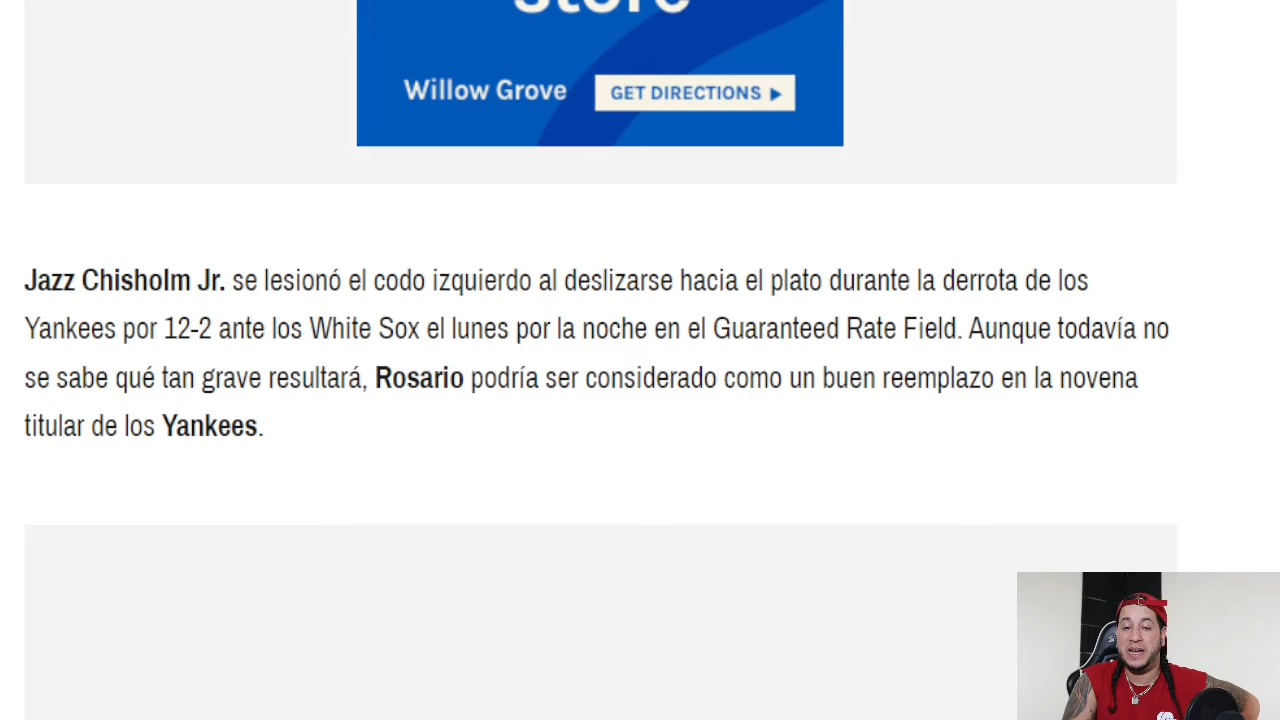 store
Willow Grove
GET DIRECTIONS
Jazz Chisholm Jr. se lesionó el codo izquierdo al deslizarse hacia el plato durante la derrota de los
Yankees por 12-2 ante los White Sox el lunes por la noche en el Guaranteed Rate Field. Aunque todavía no
se sabe qué tan grave resultará, Rosario podría ser considerado como un buen reemplazo en la novena
titular de los Yankees.